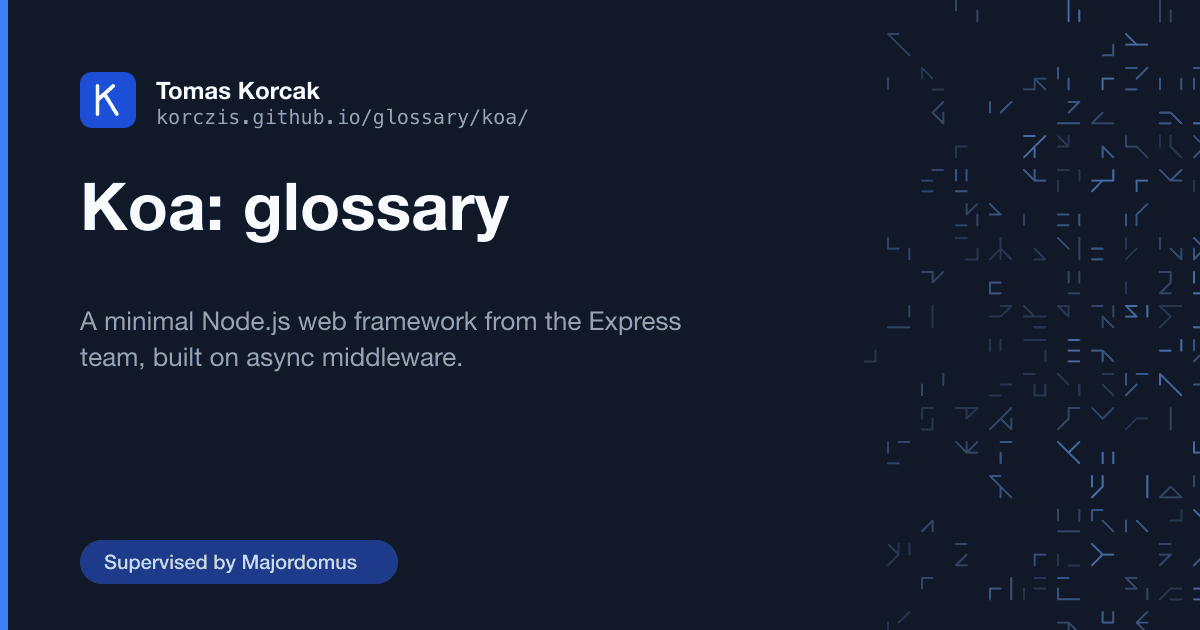 Tomas Korcak
korczis.github.io/glossary/koa/
Koa: glossary
A minimal Node.js web framework from the Express
team, built on async middleware.
Supervised by Majordomus